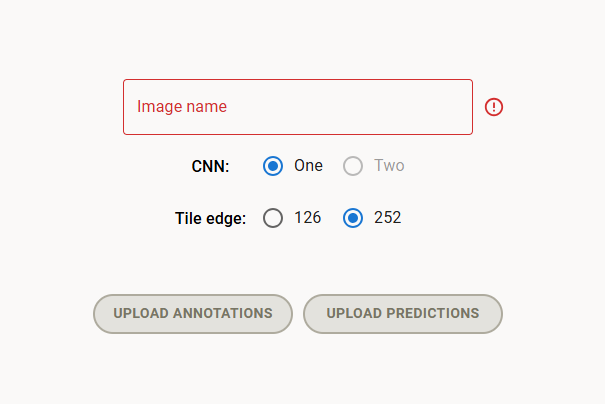 Image name
CNN: One Two
Tile edge: 126 252
UPLOAD ANNOTATIONS UPLOAD PREDICTIONS